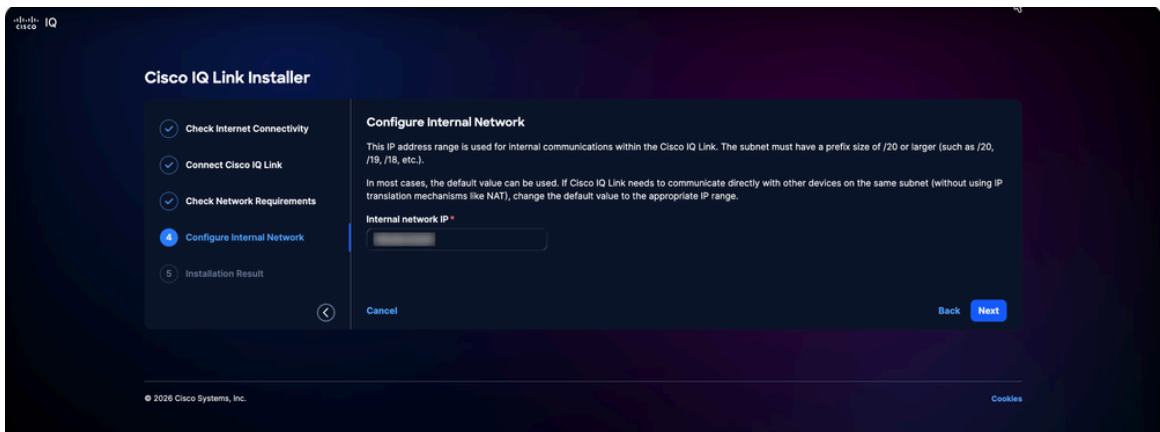 cisco IQ
Cisco IQ Link Installer
Check Internet Connectivity
Connect Cisco IQ Link
Check Network Requirements
4 Configure Internal Network
5 Installation Result
Configure Internal Network
This IP address range is used for internal communications within the Cisco IQ Link. The subnet must have a prefix size of /20 or larger (such as /20,
/19, /18, etc.).
In most cases, the default value can be used. If Cisco IQ Link needs to communicate directly with other devices on the same subnet (without using IP
translation mechanisms like NAT), change the default value to the appropriate IP range.
Internal network IP *
Cancel
Back Next
© 2026 Cisco Systems, Inc.
Cookies